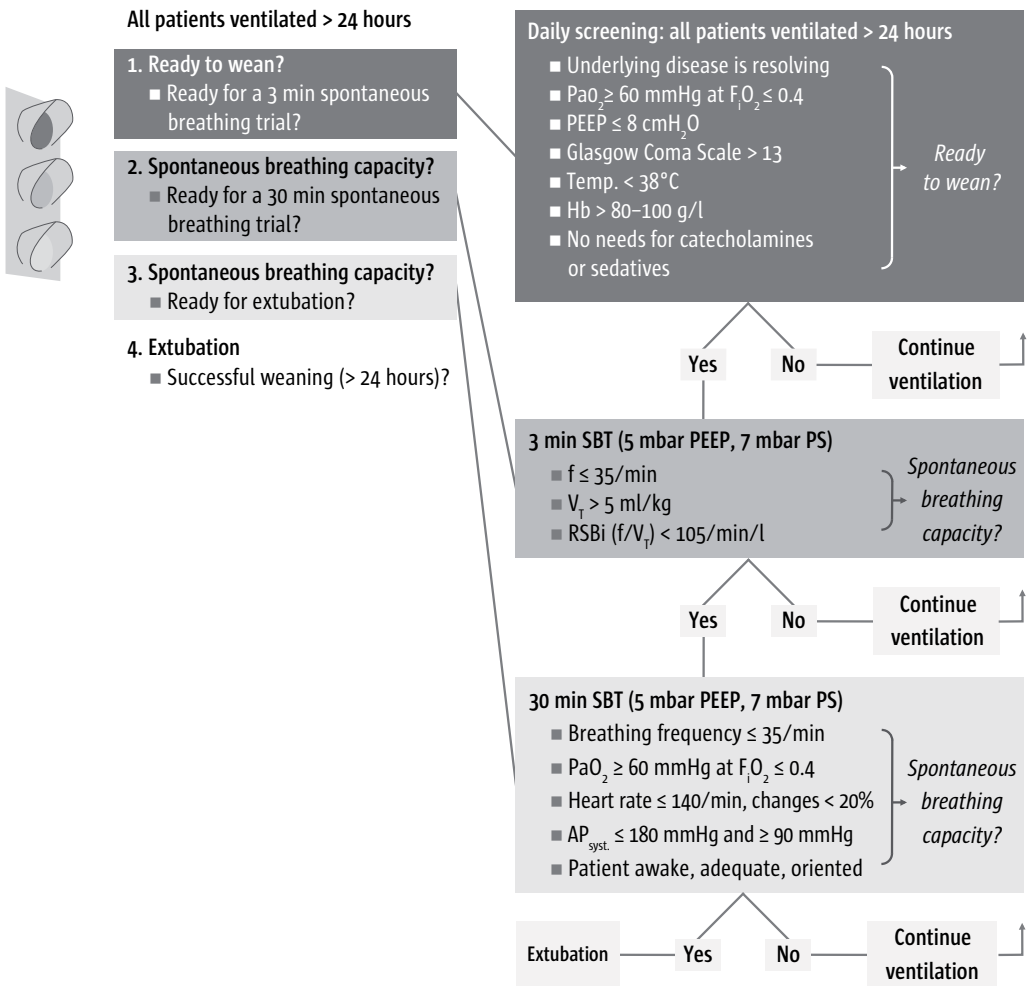 All patients ventilated > 24 hours
1. Ready to wean?
■ Ready for a 3 min spontaneous
breathing trial?
2. Spontaneous breathing capacity?
■ Ready for a 30 min spontaneous
breathing trial?
3. Spontaneous breathing capacity?
■ Ready for extubation?
4. Extubation
■ Successful weaning (> 24 hours)?
Daily screening: all patients ventilated > 24 hours
■ Underlying disease is resolving
■ PaO₂ ≥ 60 mmHg at FᵢO₂ ≤ 0.4
■ PEEP ≤ 8 cmH₂O
■ Glasgow Coma Scale > 13
■ Temp. < 38°C
■ Hb > 80–100 g/l
■ No needs for catecholamines
or sedatives
Ready
to wean?
Yes
No
Continue
ventilation
3 min SBT (5 mbar PEEP, 7 mbar PS)
■ f ≤ 35/min
■ V_T > 5 ml/kg
■ RSBi (f/V_T) < 105/min/l
Spontaneous
breathing
capacity?
Yes
No
Continue
ventilation
30 min SBT (5 mbar PEEP, 7 mbar PS)
■ Breathing frequency ≤ 35/min
■ PaO₂ ≥ 60 mmHg at FᵢO₂ ≤ 0.4
■ Heart rate ≤ 140/min, changes < 20%
■ AP_syst. ≤ 180 mmHg and ≥ 90 mmHg
■ Patient awake, adequate, oriented
Spontaneous
breathing
capacity?
Extubation
Yes
No
Continue
ventilation